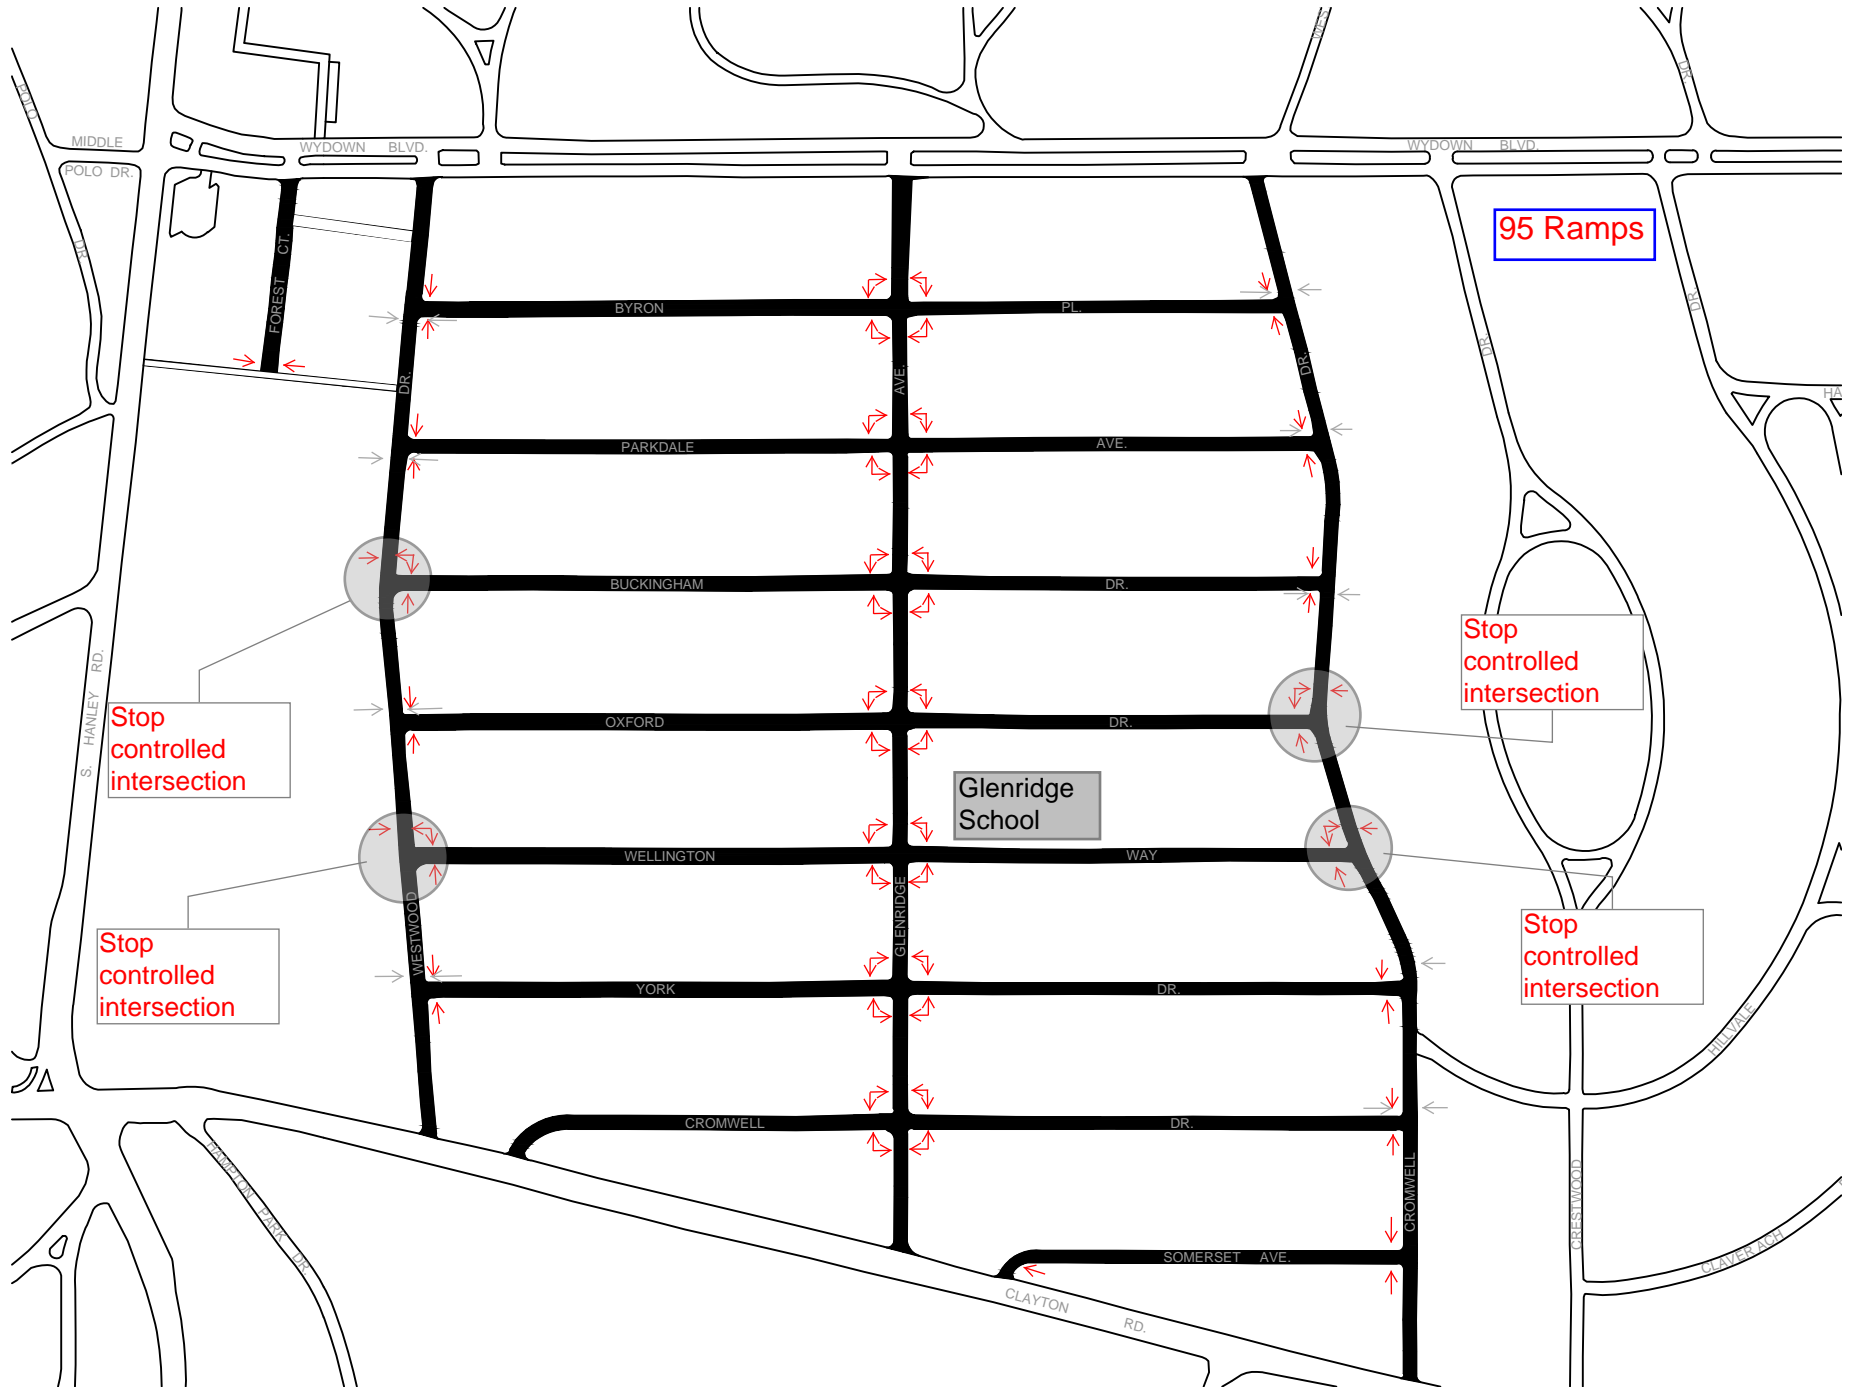 WES
DR.
POLO
MIDDLE
WYDOWN BLVD.
WYDOWN BLVD.
POLO DR.
95 Ramps
DR.
FOREST CT.
DR.
BYRON PL.
DR.
DR.
DR.
AVE.
HA
PARKDALE AVE.
BUCKINGHAM DR.
Stop
controlled
intersection
S. HANLEY RD.
Stop
controlled
intersection
OXFORD DR.
Glenridge
School
WELLINGTON WAY
WESTWOOD
GLENRIDGE
Stop
controlled
intersection
Stop
controlled
intersection
YORK DR.
HILLVALE
CROMWELL DR.
HAMPTON PARK DR.
CROMWELL
CRESTWOOD
SOMERSET AVE.
CLAVER ACH
CLAYTON RD.